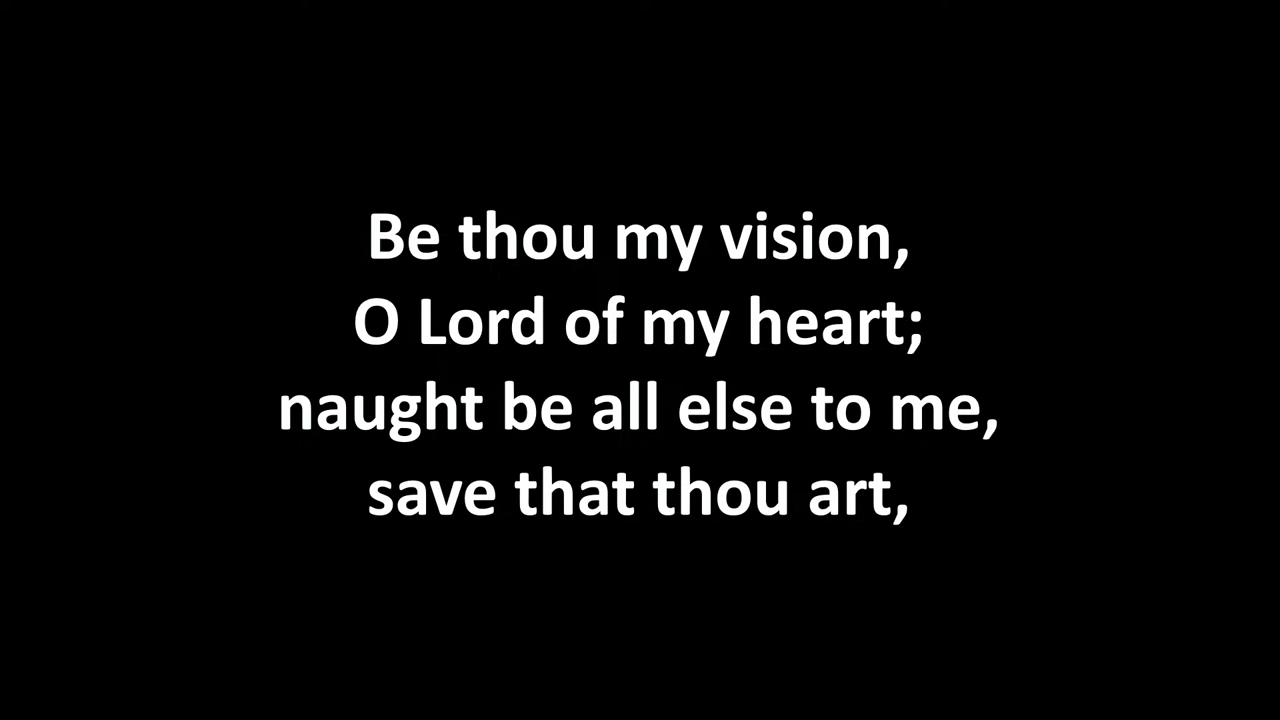 Be thou my vision,
O Lord of my heart;
naught be all else to me,
save that thou art,